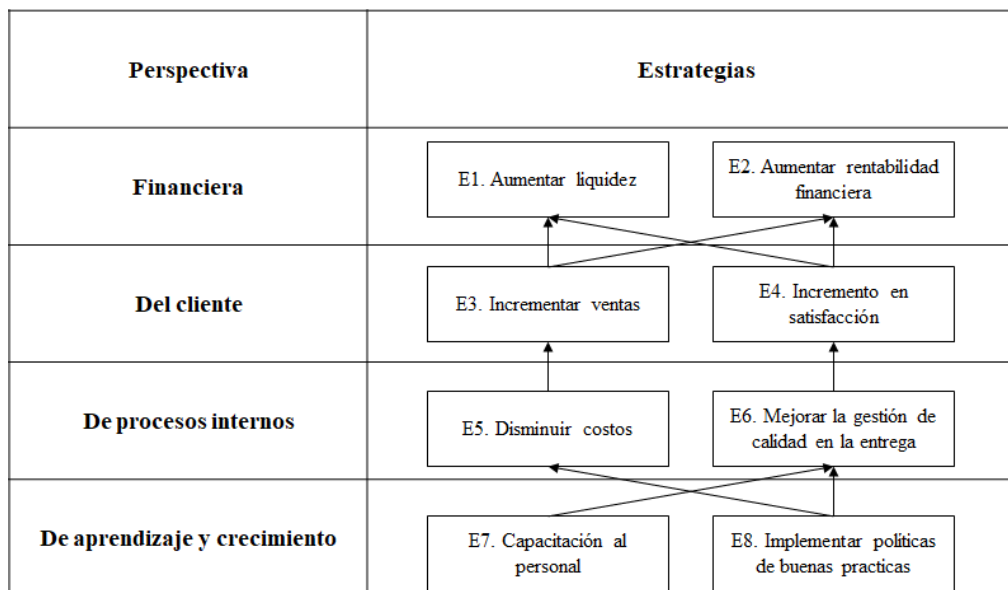 Perspectiva
Estrategias
Financiera
E1. Aumentar liquidez
E2. Aumentar rentabilidad
financiera
Del cliente
E3. Incrementar ventas
E4. Incremento en
satisfacción
De procesos internos
E5. Disminuir costos
E6. Mejorar la gestión de
calidad en la entrega
De aprendizaje y crecimiento
E7. Capacitación al
personal
E8. Implementar políticas
de buenas practicas